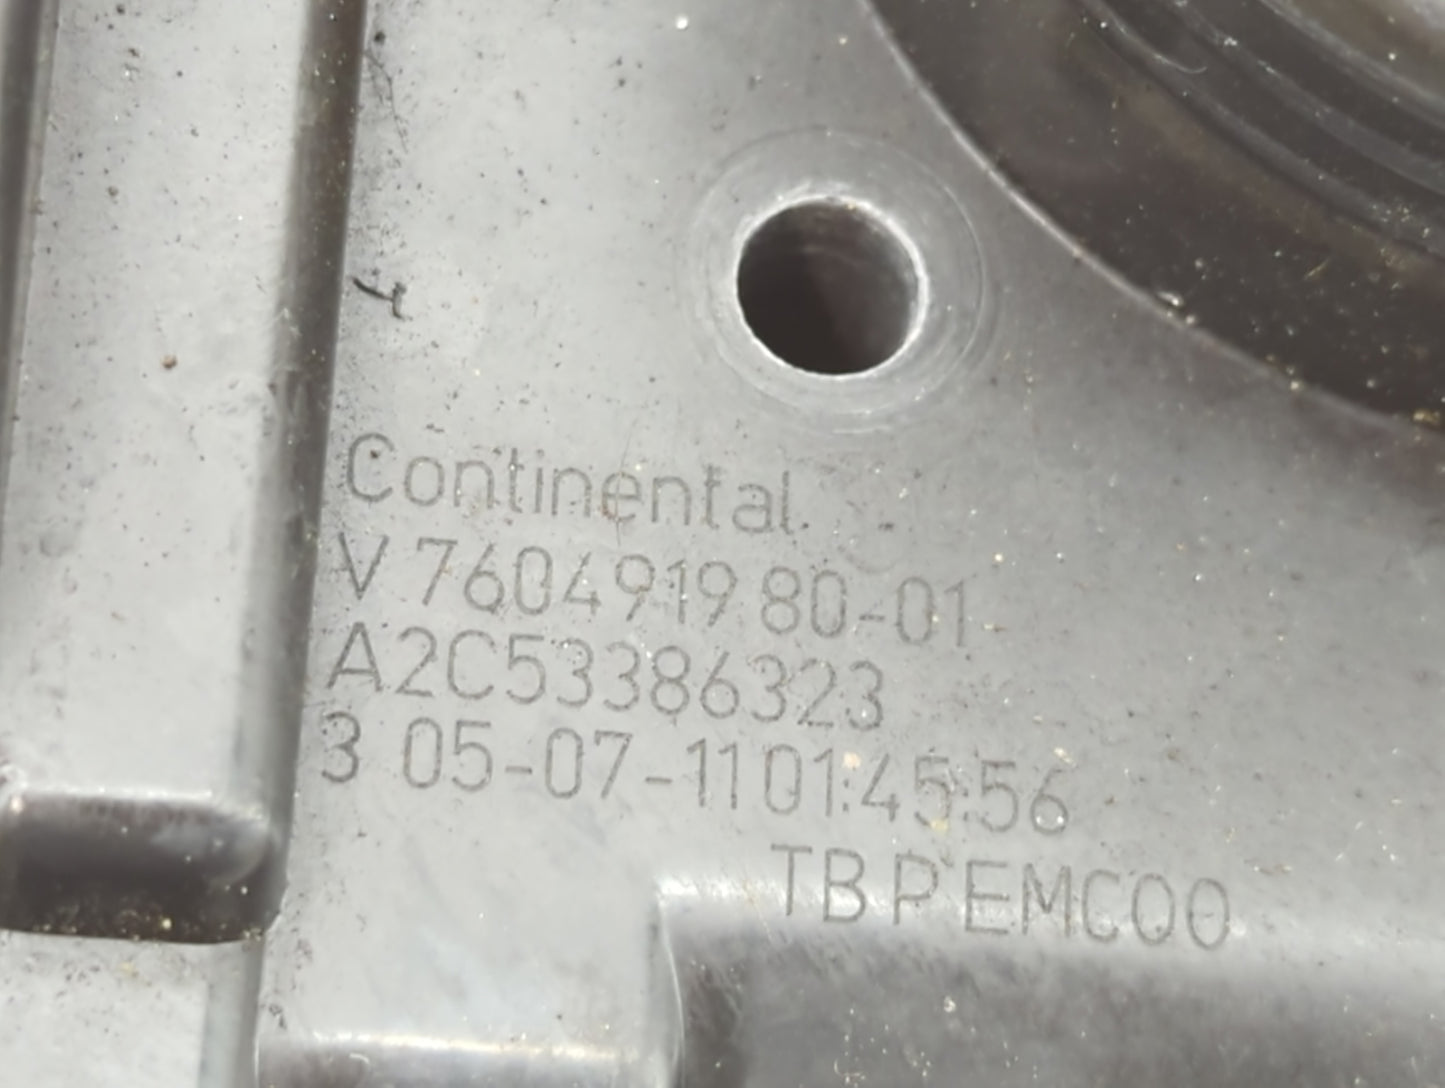 Continental
V 7604919 80-01
A2C53386323
3 05-07-11 01:45:56
TB P EMC00